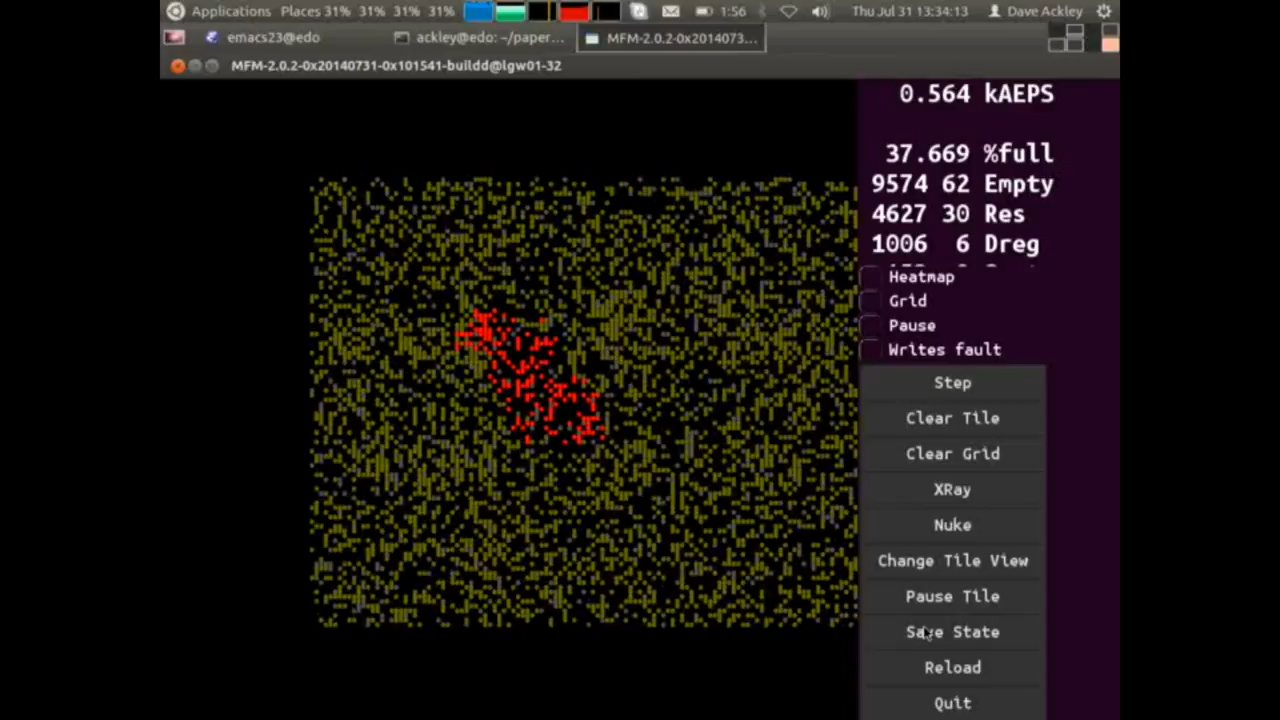 Applications Places 31% 31% 31% 31% 1:56 Thu Jul 31 13:34:13 Dave Ackley
emacs23@edo ackley@edo: ~/paper... MFM-2.0.2-0x2014073...
MFM-2.0.2-0x20140731-0x101541-buildd@lgw01-32
0.564 kAEPS
37.669 %full
9574 62 Empty
4627 30 Res
1006 6 Dreg
Heatmap
Grid
Pause
Writes fault
Step
Clear Tile
Clear Grid
XRay
Nuke
Change Tile View
Pause Tile
Save State
Reload
Quit